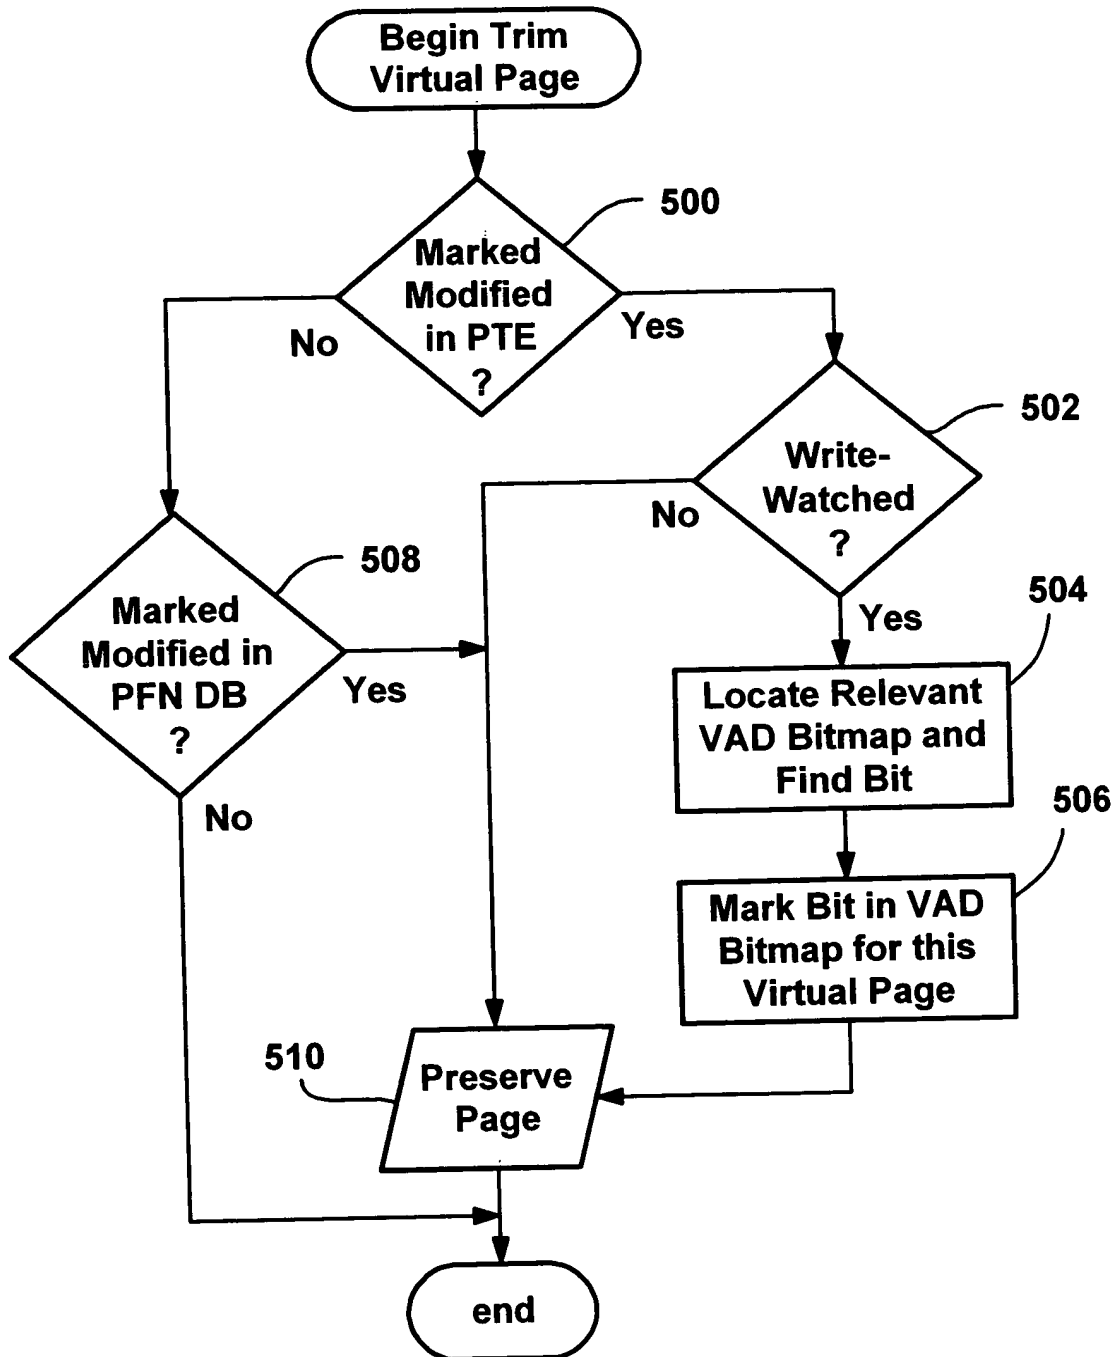 Begin Trim
Virtual Page
500
Marked
Modified
in PTE
?
No
Yes
502
Write-
Watched
?
No
Yes
508
Marked
Modified in
PFN DB
?
Yes
No
504
Locate Relevant
VAD Bitmap and
Find Bit
506
Mark Bit in VAD
Bitmap for this
Virtual Page
510
Preserve
Page
end